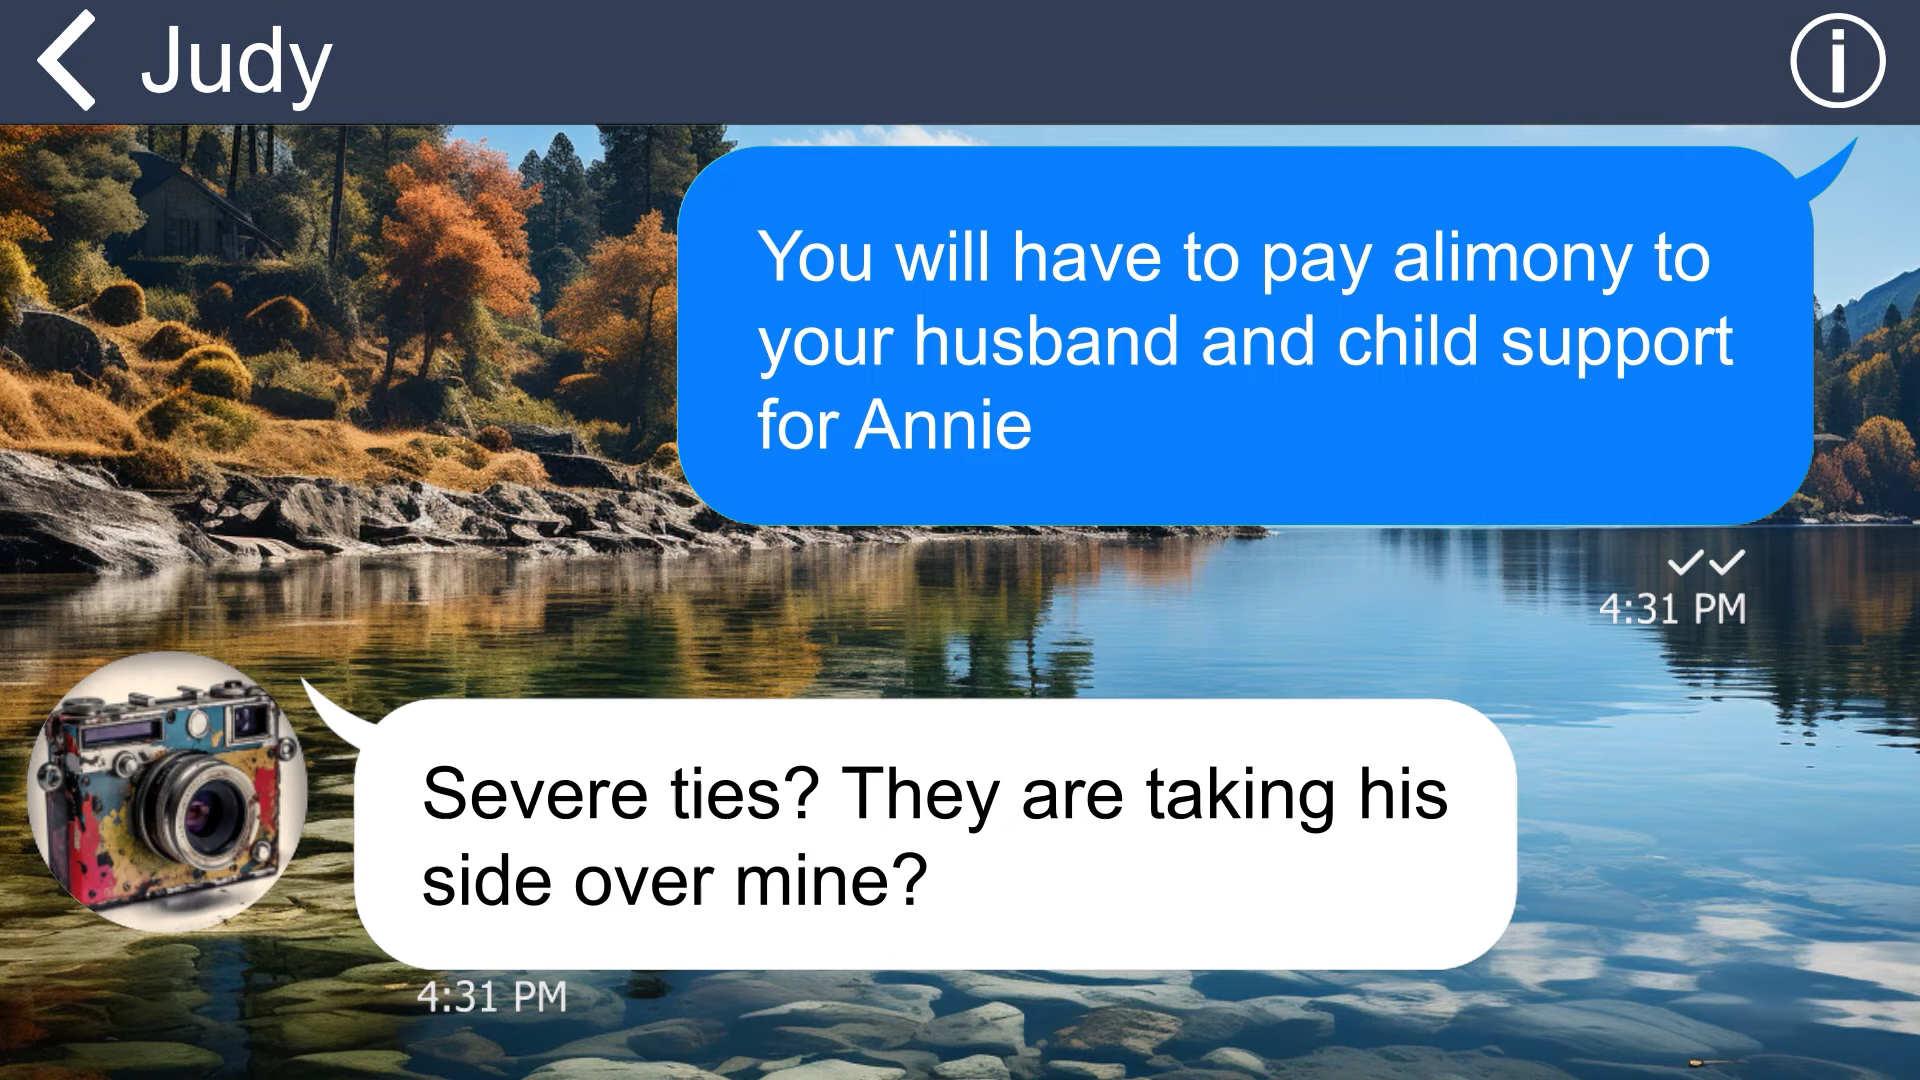 Judy
You will have to pay alimony to
your husband and child support
for Annie
4:31 PM
Severe ties? They are taking his
side over mine?
4:31 PM